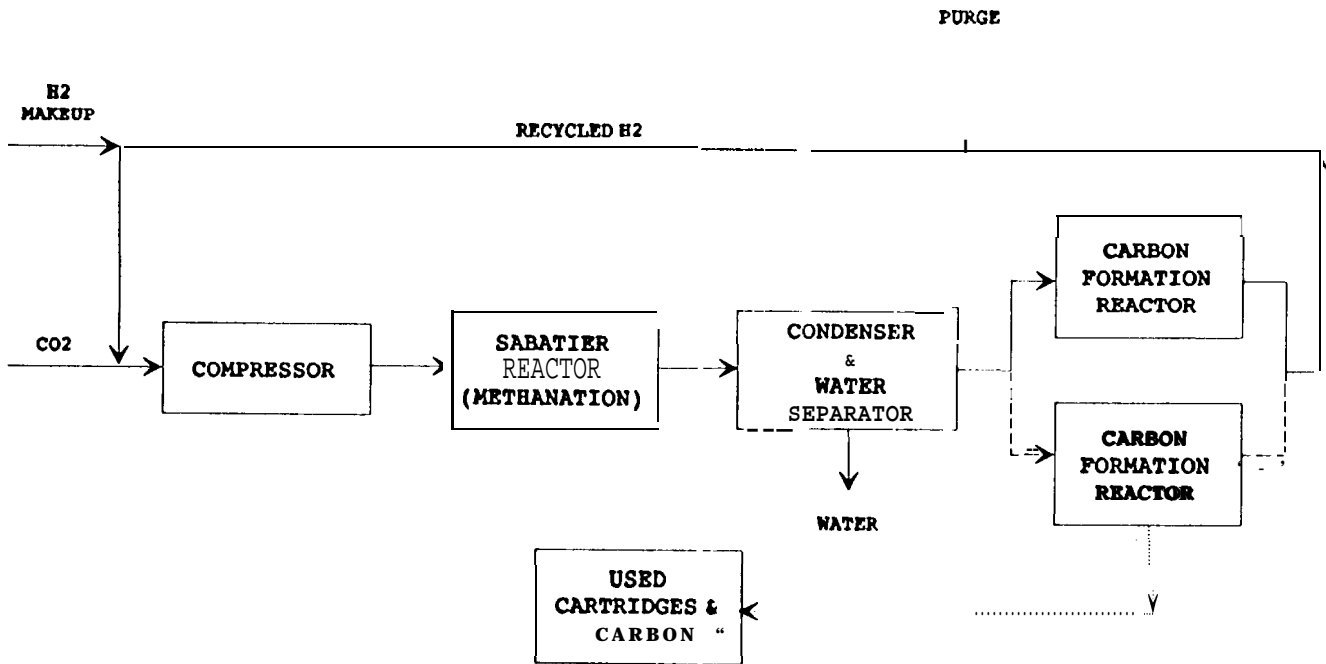 PURGE
H2
MAKEUP
RECYCLED H2
CARBON
FORMATION
REACTOR
CO2
COMPRESSOR
SABATIER
REACTOR
(METHANATION)
CONDENSER
&
WATER
SEPARATOR
CARBON
FORMATION
REACTOR
WATER
USED
CARTRIDGES &
CARBON “